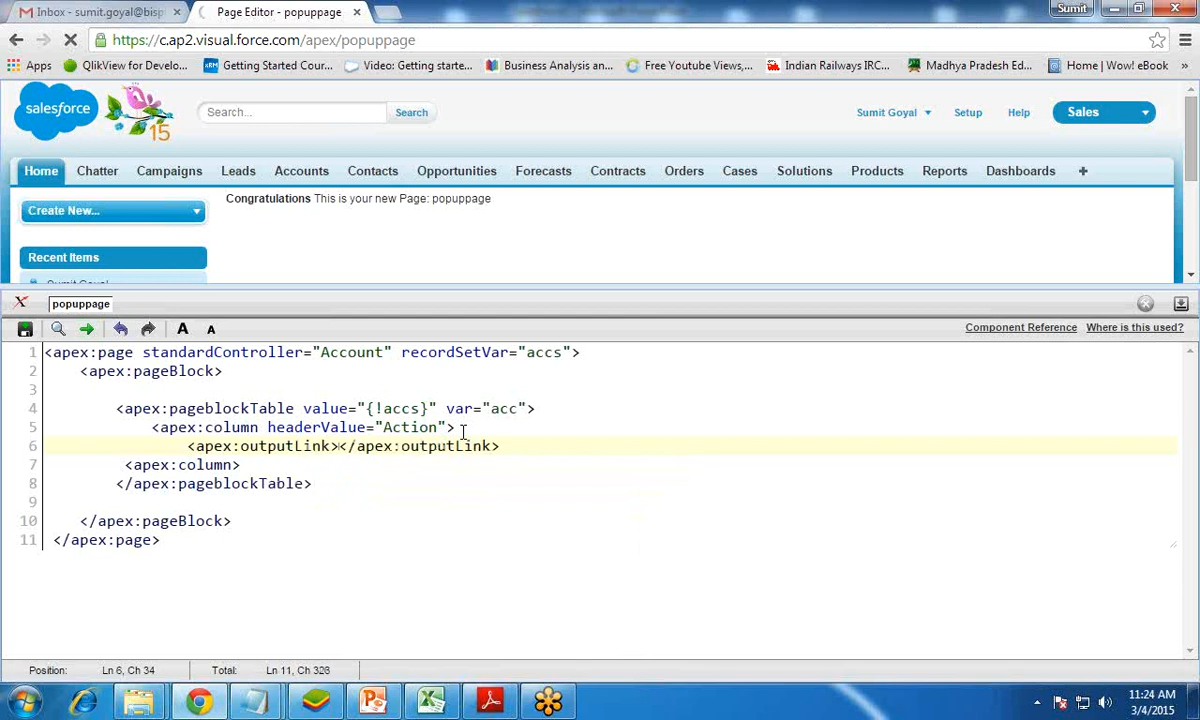 Inbox - sumit.goyal@bisp
Page Editor - popuppage
Sumit
https://c.ap2.visual.force.com/apex/popuppage
Apps
QlikView for Develo...
Getting Started Cour...
Video: Getting starte...
Business Analysis an...
Free Youtube Views,...
Indian Railways IRC...
Madhya Pradesh Ed...
Home | Wow! eBook
salesforce
15
Search...
Search
Sumit Goyal
Setup
Help
Sales
Home
Chatter
Campaigns
Leads
Accounts
Contacts
Opportunities
Forecasts
Contracts
Orders
Cases
Solutions
Products
Reports
Dashboards
+
Create New...
Congratulations This is your new Page: popuppage
Recent Items
Sumit Goyal
popuppage
A
A
Component Reference
Where is this used?
1 <apex:page standardController="Account" recordSetVar="accs">
2 <apex:pageBlock>
3
4 <apex:pageblockTable value="{!accs}" var="acc">
5 <apex:column headerValue="Action">
6 <apex:outputLink></apex:outputLink>
7 <apex:column>
8 </apex:pageblockTable>
9
10 </apex:pageBlock>
11 </apex:page>
Position: Ln 6, Ch 34 Total: Ln 11, Ch 326
11:24 AM
3/4/2015